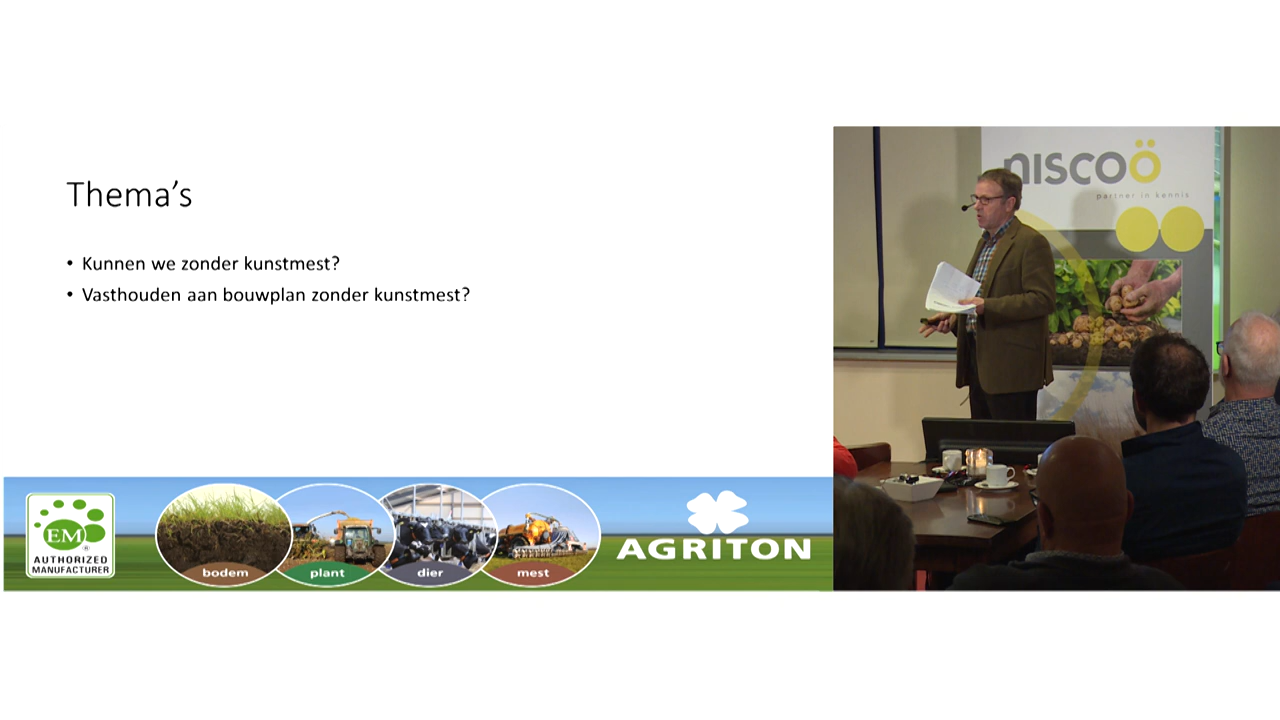 Thema's
• Kunnen we zonder kunstmest?
• Vasthouden aan bouwplan zonder kunstmest?
EM
®
AUTHORIZED
MANUFACTURER
bodem
plant
dier
mest
AGRITON
niscoö
partner in kennis